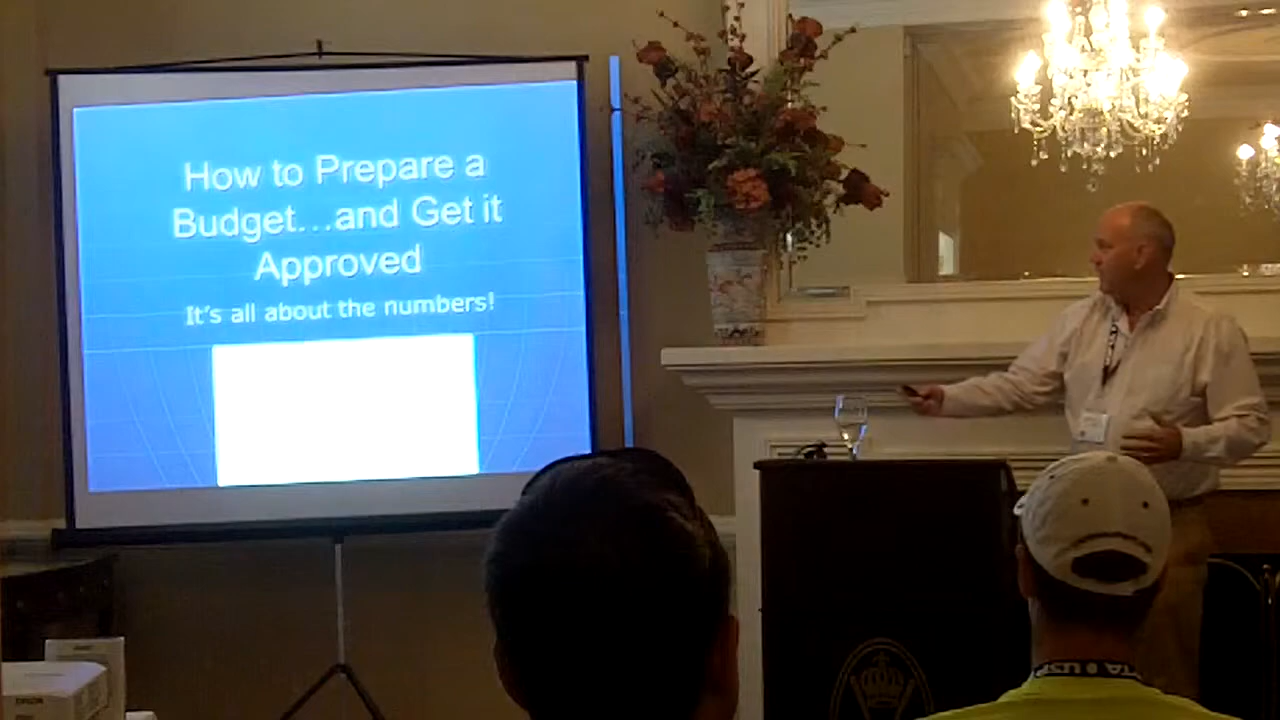 How to Prepare a
Budget...and Get it
Approved
It's all about the numbers!